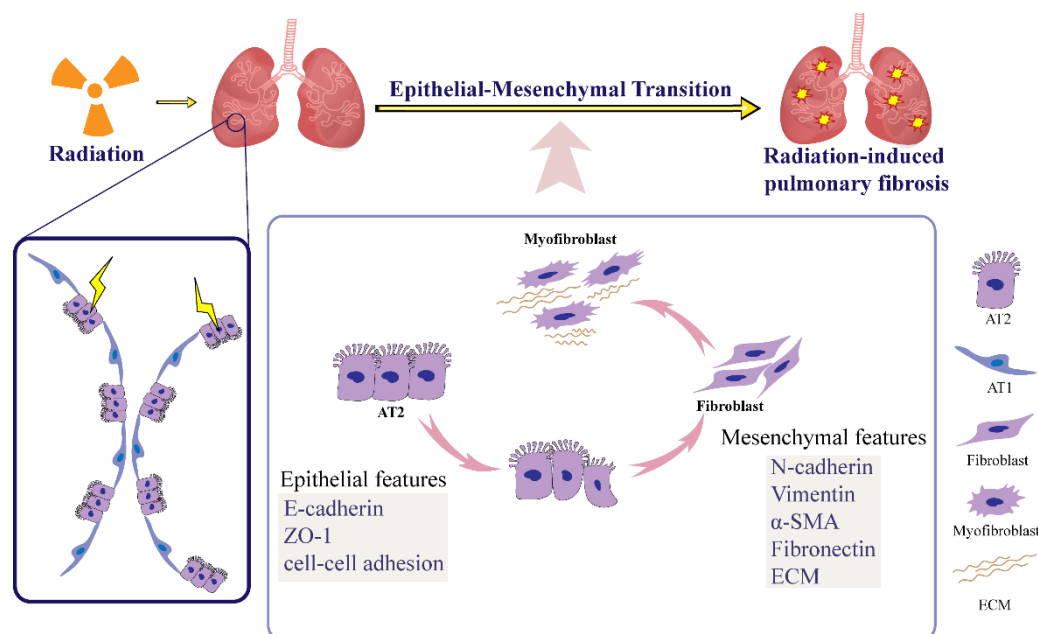 Epithelial-Mesenchymal Transition
Radiation
Radiation-induced
pulmonary fibrosis
Myofibroblast
AT2
Fibroblast
Epithelial features
E-cadherin
ZO-1
cell-cell adhesion
Mesenchymal features
N-cadherin
Vimentin
α-SMA
Fibronectin
ECM
AT2
AT1
Fibroblast
Myofibroblast
ECM